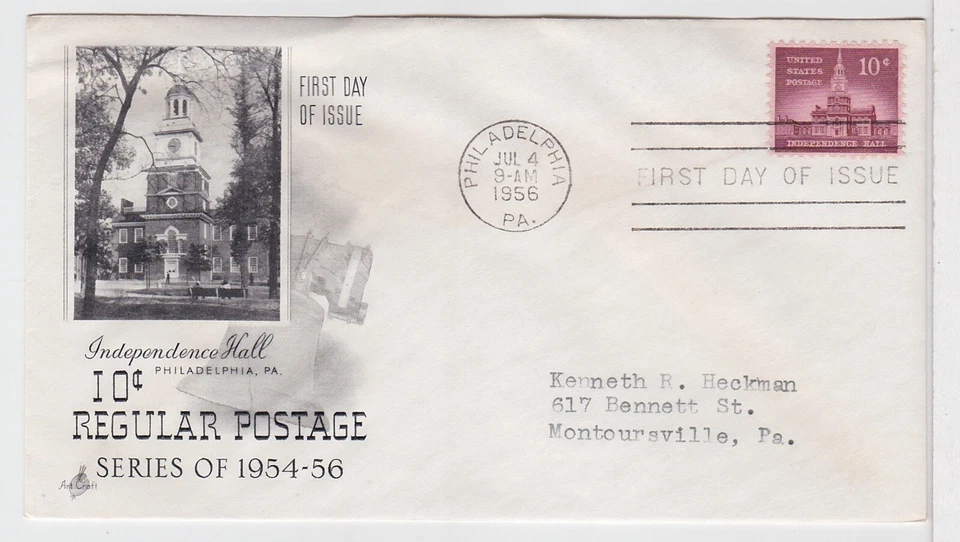 FIRST DAY
OF ISSUE
Independence Hall
PHILADELPHIA, PA.
10¢
REGULAR POSTAGE
SERIES OF 1954-56
Art Craft
PHILADELPHIA
JUL 4
9-AM
1956
PA.
UNITED
STATES
POSTAGE
10¢
INDEPENDENCE HALL
FIRST DAY OF ISSUE
Kenneth R. Heckman
617 Bennett St.
Montoursville, Pa.